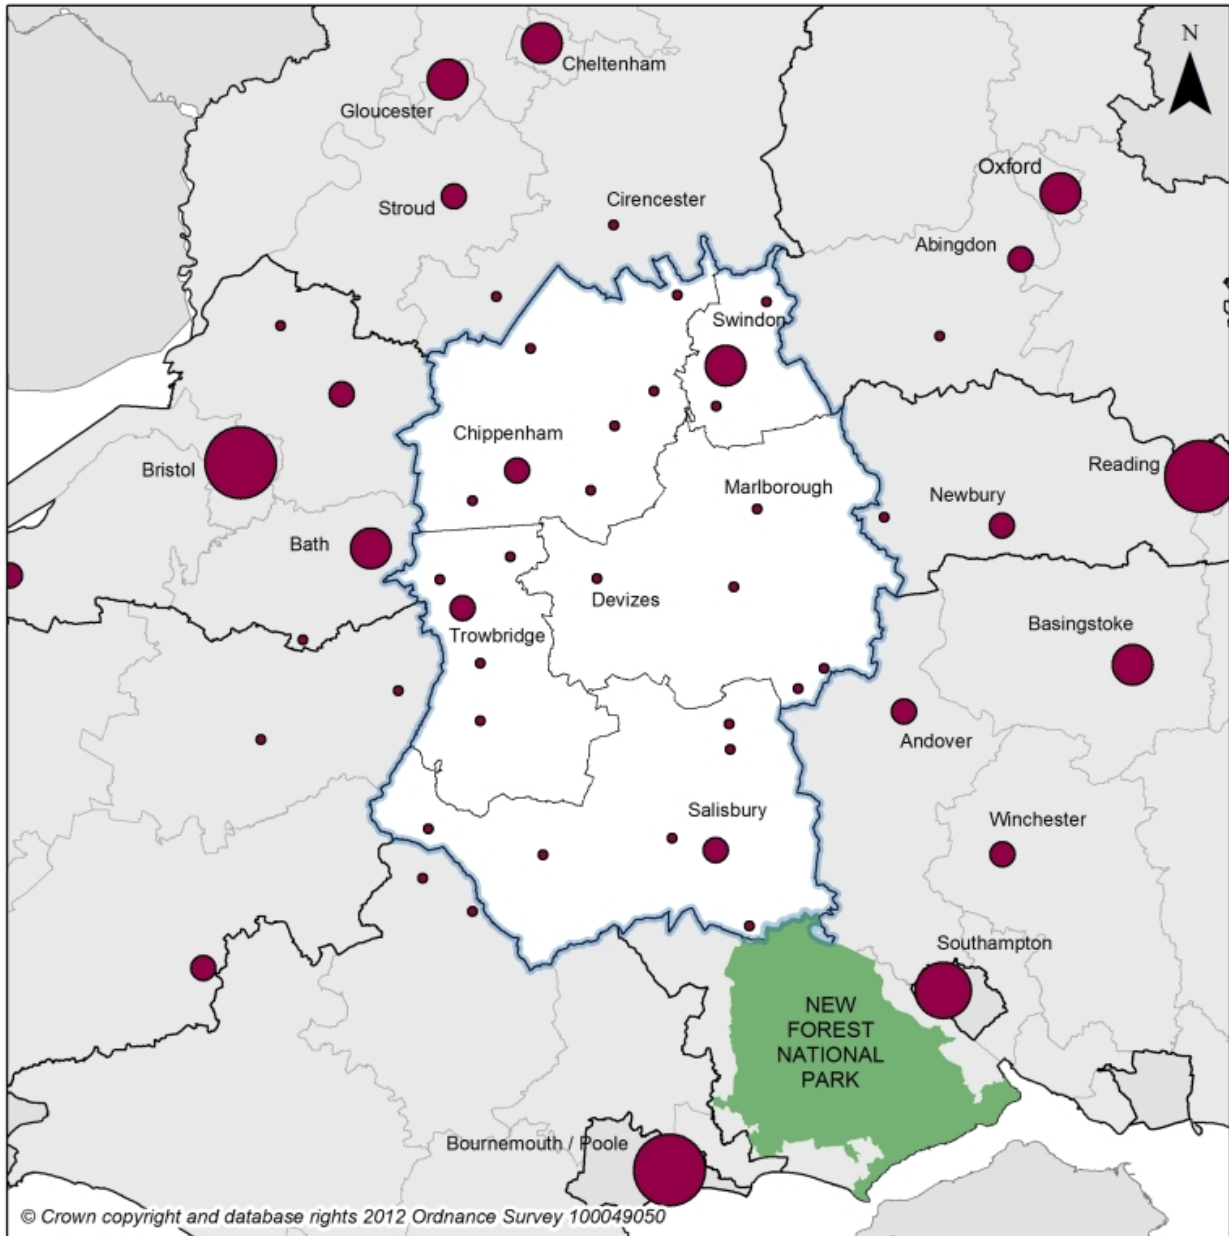 N
Cheltenham
Gloucester
Oxford
Stroud
Cirencester
Abingdon
Swindon
Chippenham
Bristol
Reading
Marlborough
Newbury
Bath
Devizes
Basingstoke
Trowbridge
Andover
Salisbury
Winchester
Southampton
NEW
FOREST
NATIONAL
PARK
Bournemouth / Poole
© Crown copyright and database rights 2012 Ordnance Survey 100049050